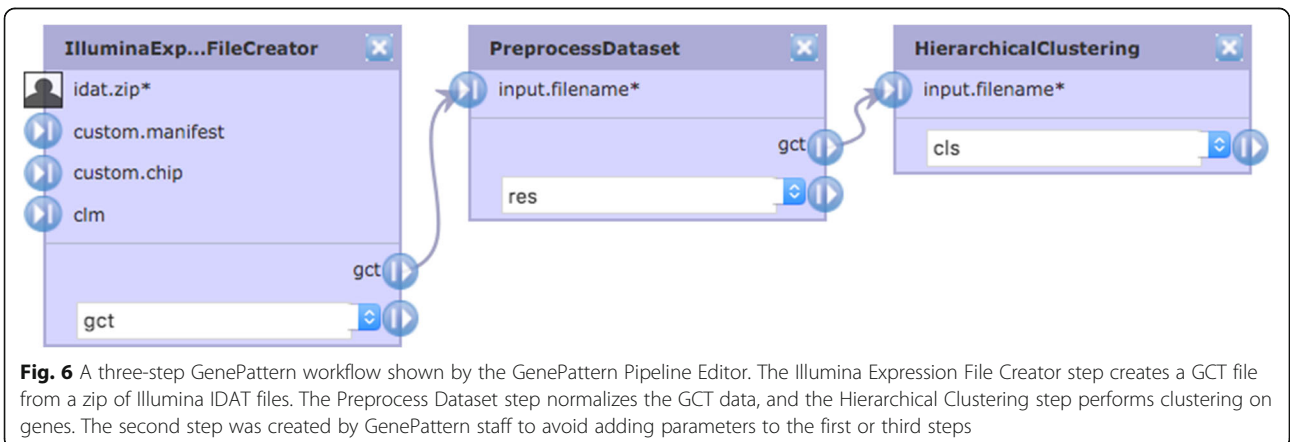 IlluminaExp...FileCreator
idat.zip*
custom.manifest
custom.chip
clm
gct
gct
PreprocessDataset
input.filename*
gct
res
HierarchicalClustering
input.filename*
cls
Fig. 6 A three-step GenePattern workflow shown by the GenePattern Pipeline Editor. The Illumina Expression File Creator step creates a GCT file
from a zip of Illumina IDAT files. The Preprocess Dataset step normalizes the GCT data, and the Hierarchical Clustering step performs clustering on
genes. The second step was created by GenePattern staff to avoid adding parameters to the first or third steps